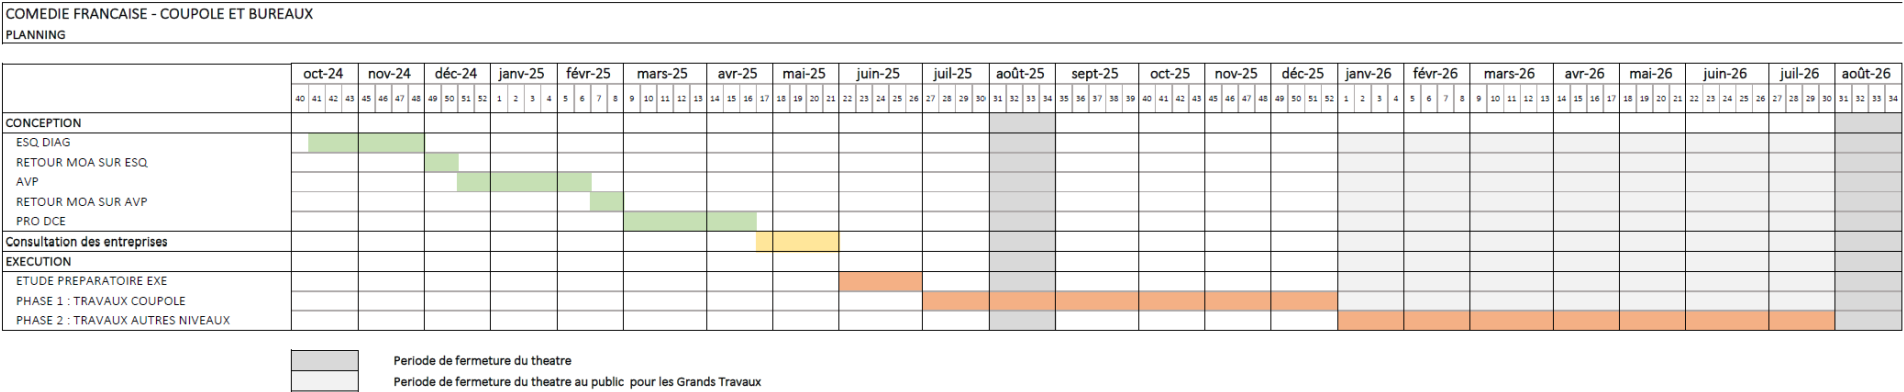 COMEDIE FRANCAISE - COUPOLE ET BUREAUX
PLANNING
oct-24 nov-24 déc-24 janv-25 févr-25 mars-25 avr-25 mai-25 juin-25 juil-25 août-25 sept-25 oct-25 nov-25 déc-25 janv-26 févr-26 mars-26 avr-26 mai-26 juin-26 juil-26 août-26
40 41 42 43 45 46 47 48 49 50 51 52 1 2 3 4 5 6 7 8 9 10 11 12 13 14 15 16 17 18 19 20 21 22 23 24 25 26 27 28 29 30 31 32 33 34 35 36 37 38 39 40 41 42 43 45 46 47 48 49 50 51 52 1 2 3 4 5 6 7 8 9 10 11 12 13 14 15 16 17 18 19 20 21 22 23 24 25 26 27 28 29 30 31 32 33 34
CONCEPTION
ESQ DIAG
RETOUR MOA SUR ESQ
AVP
RETOUR MOA SUR AVP
PRO DCE
Consultation des entreprises
EXECUTION
ETUDE PREPARATOIRE EXE
PHASE 1 : TRAVAUX COUPOLE
PHASE 2 : TRAVAUX AUTRES NIVEAUX
Periode de fermeture du theatre
Periode de fermeture du theatre au public pour les Grands Travaux